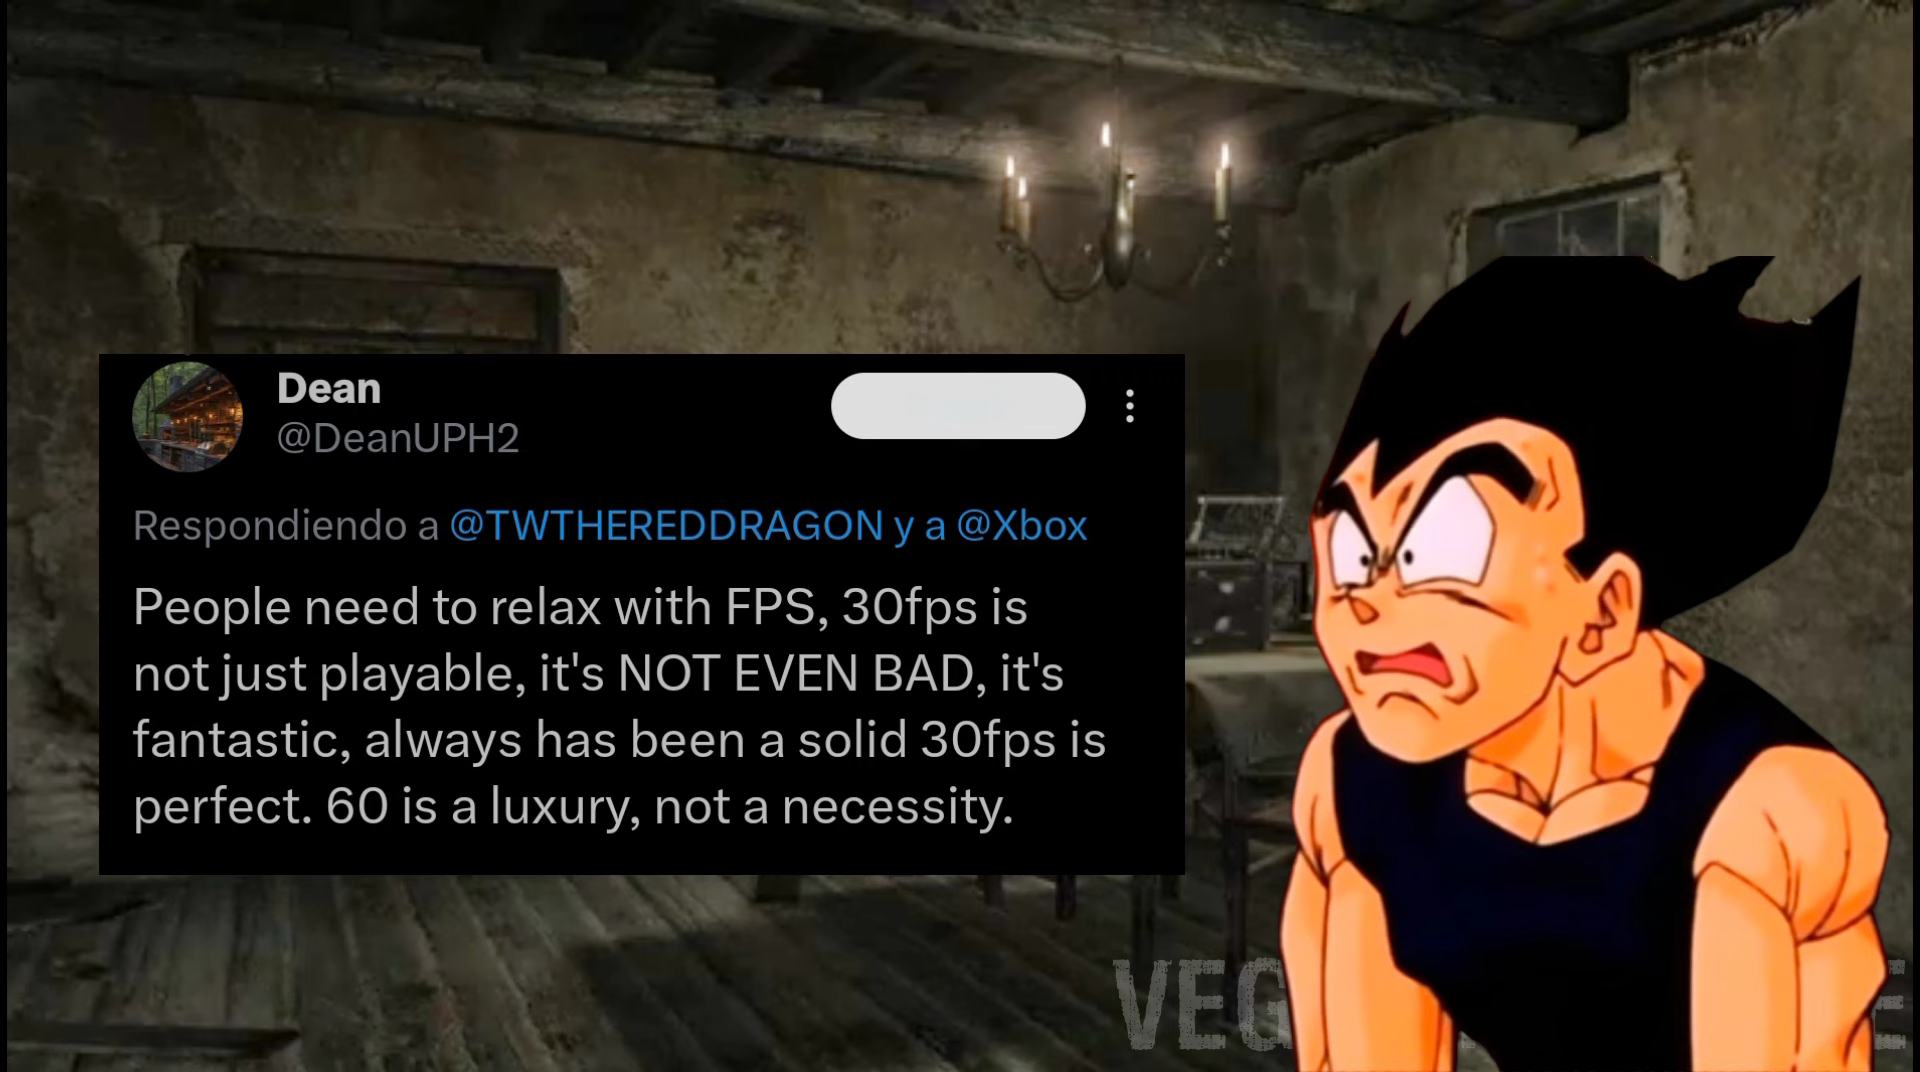 Dean
@DeanUPH2
Respondiendo a @TWTHEREDDRAGON y a @Xbox
People need to relax with FPS, 30fps is
not just playable, it's NOT EVEN BAD, it's
fantastic, always has been a solid 30fps is
perfect. 60 is a luxury, not a necessity.